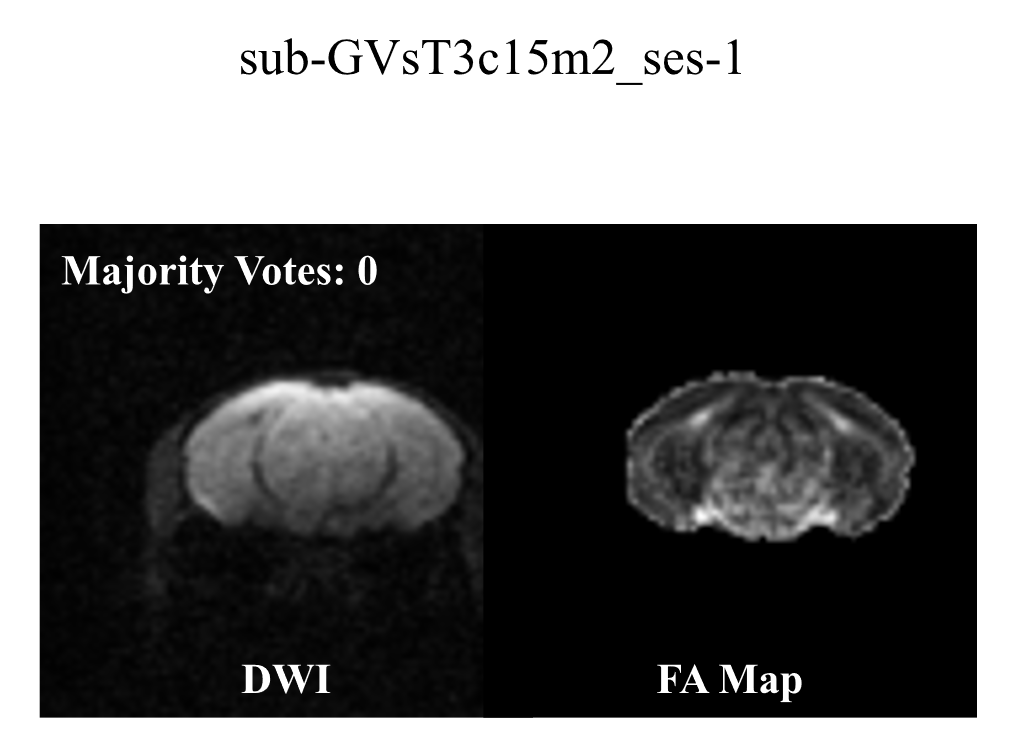 sub-GVsT3c15m2_ses-1
Majority Votes: 0
DWI
FA Map